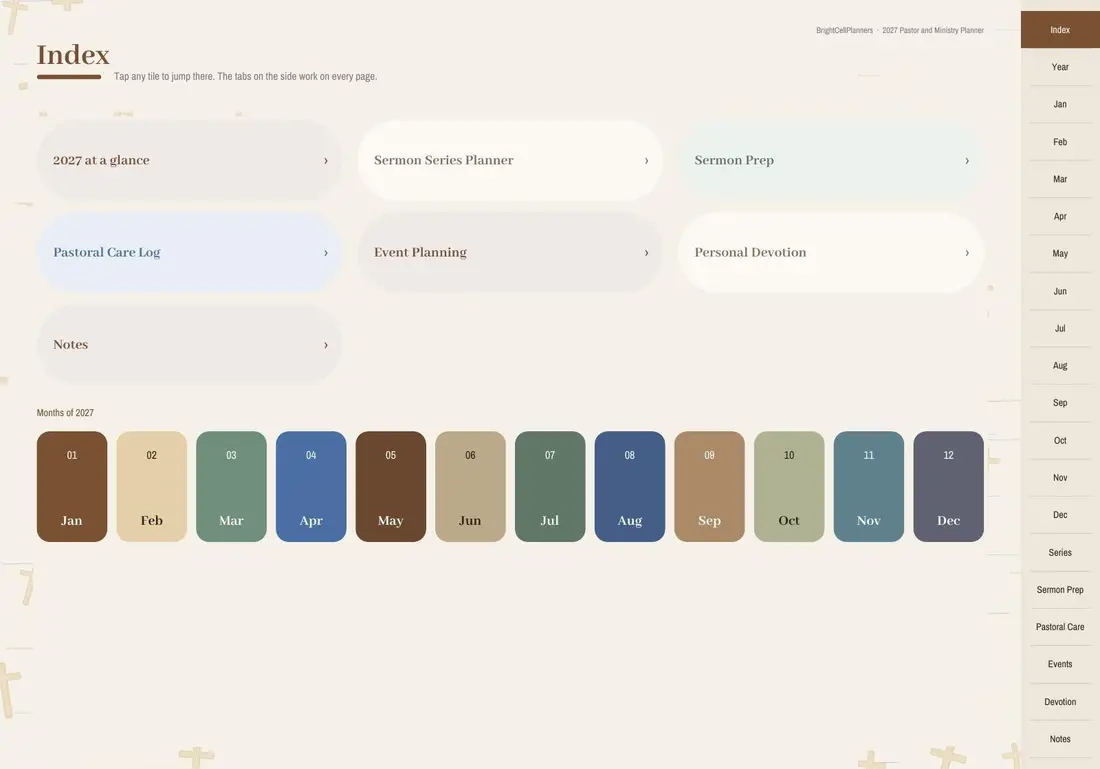 BrightCellPlanners · 2027 Pastor and Ministry Planner
Index
Tap any tile to jump there. The tabs on the side work on every page.
2027 at a glance ›
Sermon Series Planner ›
Sermon Prep ›
Pastoral Care Log ›
Event Planning ›
Personal Devotion ›
Notes ›
Months of 2027
01
Jan
02
Feb
03
Mar
04
Apr
05
May
06
Jun
07
Jul
08
Aug
09
Sep
10
Oct
11
Nov
12
Dec
Index
Year
Jan
Feb
Mar
Apr
May
Jun
Jul
Aug
Sep
Oct
Nov
Dec
Series
Sermon Prep
Pastoral Care
Events
Devotion
Notes